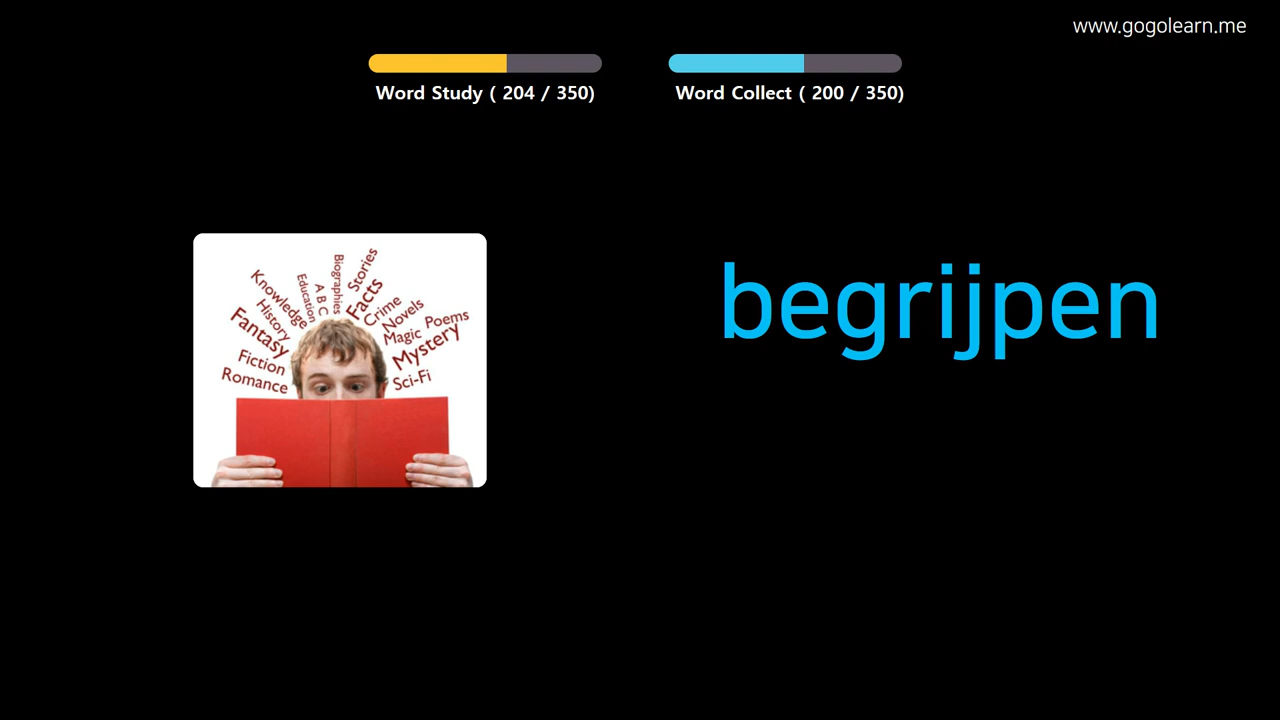 www.gogolearn.me
Word Study ( 204 / 350)
Word Collect ( 200 / 350)
begrijpen
Knowledge
History
Fantasy
Fiction
Romance
Education
A B C
Biographies
Stories
Facts
Crime
Novels
Magic
Poems
Mystery
Sci-Fi